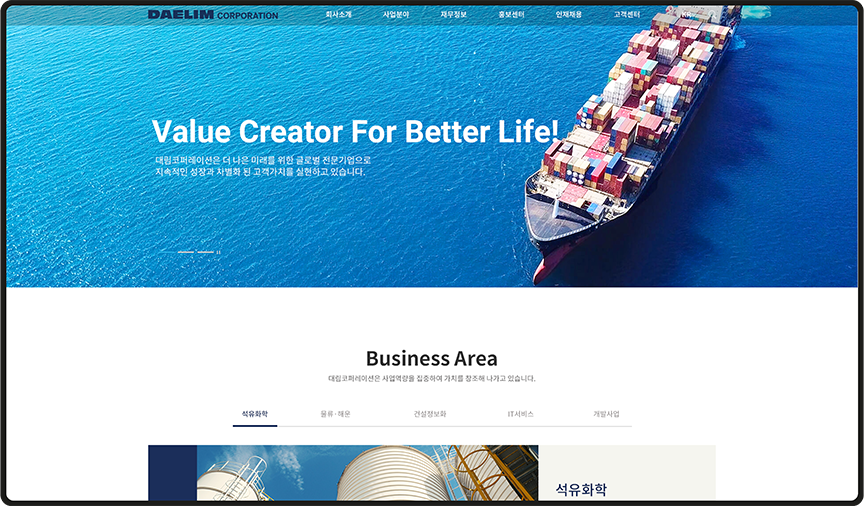 DAELIM CORPORATION
회사소개 사업분야 재무정보 홍보센터 인재채용 고객센터
Value Creator For Better Life!
대림코퍼레이션은 더 나은 미래를 위한 글로벌 전문기업으로
지속적인 성장과 차별화 된 고객가치를 실현하고 있습니다.
Business Area
대림코퍼레이션은 사업역량을 집중하여 가치를 창조해 나가고 있습니다.
석유화학 물류·해운 건설정보화 IT서비스 개발사업
석유화학